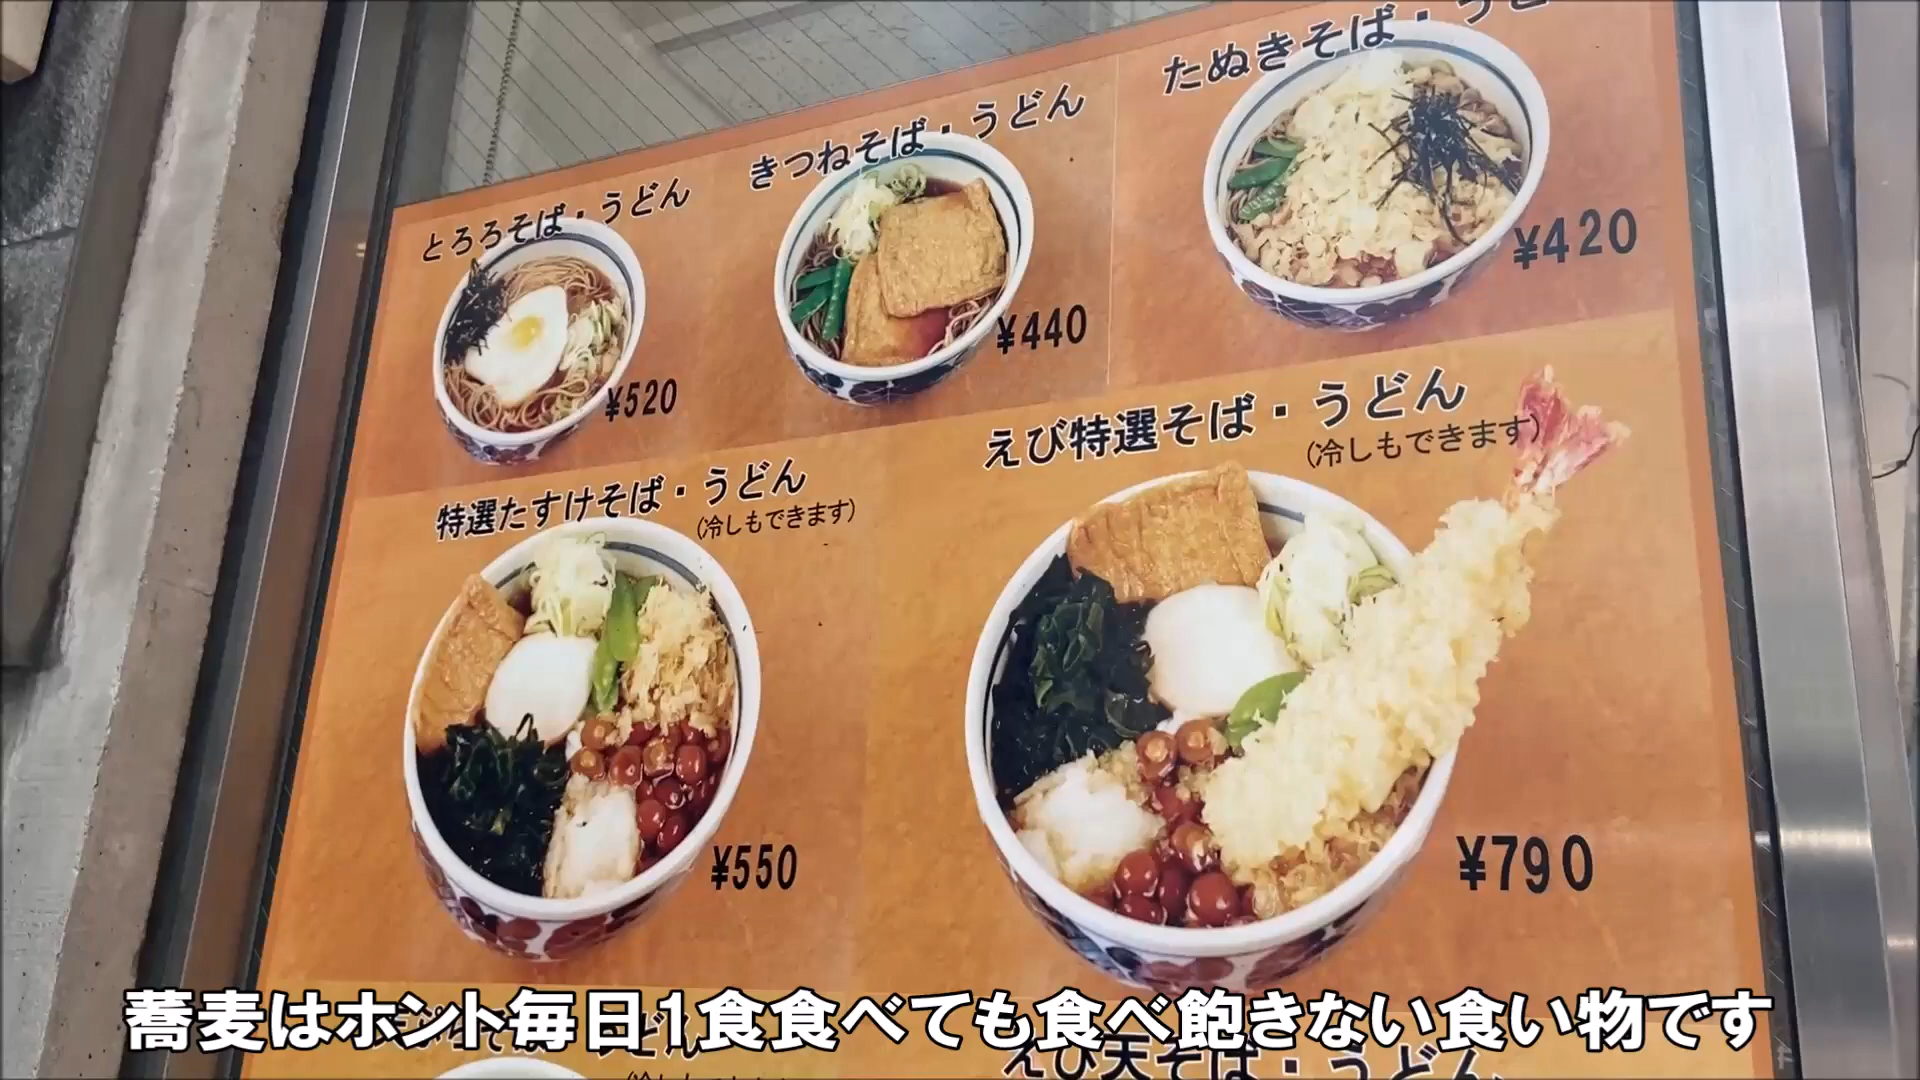 たぬきそば・うど
きつねそば・うどん
とろろそば・うどん
¥420
¥440
¥520
えび特選そば・うどん
(冷しもできます)
特選たすけそば・うどん
(冷しもできます)
¥790
¥550
蕎麦はホント毎日1食食べても食べ飽きない食い物です
えび天そば・うどん